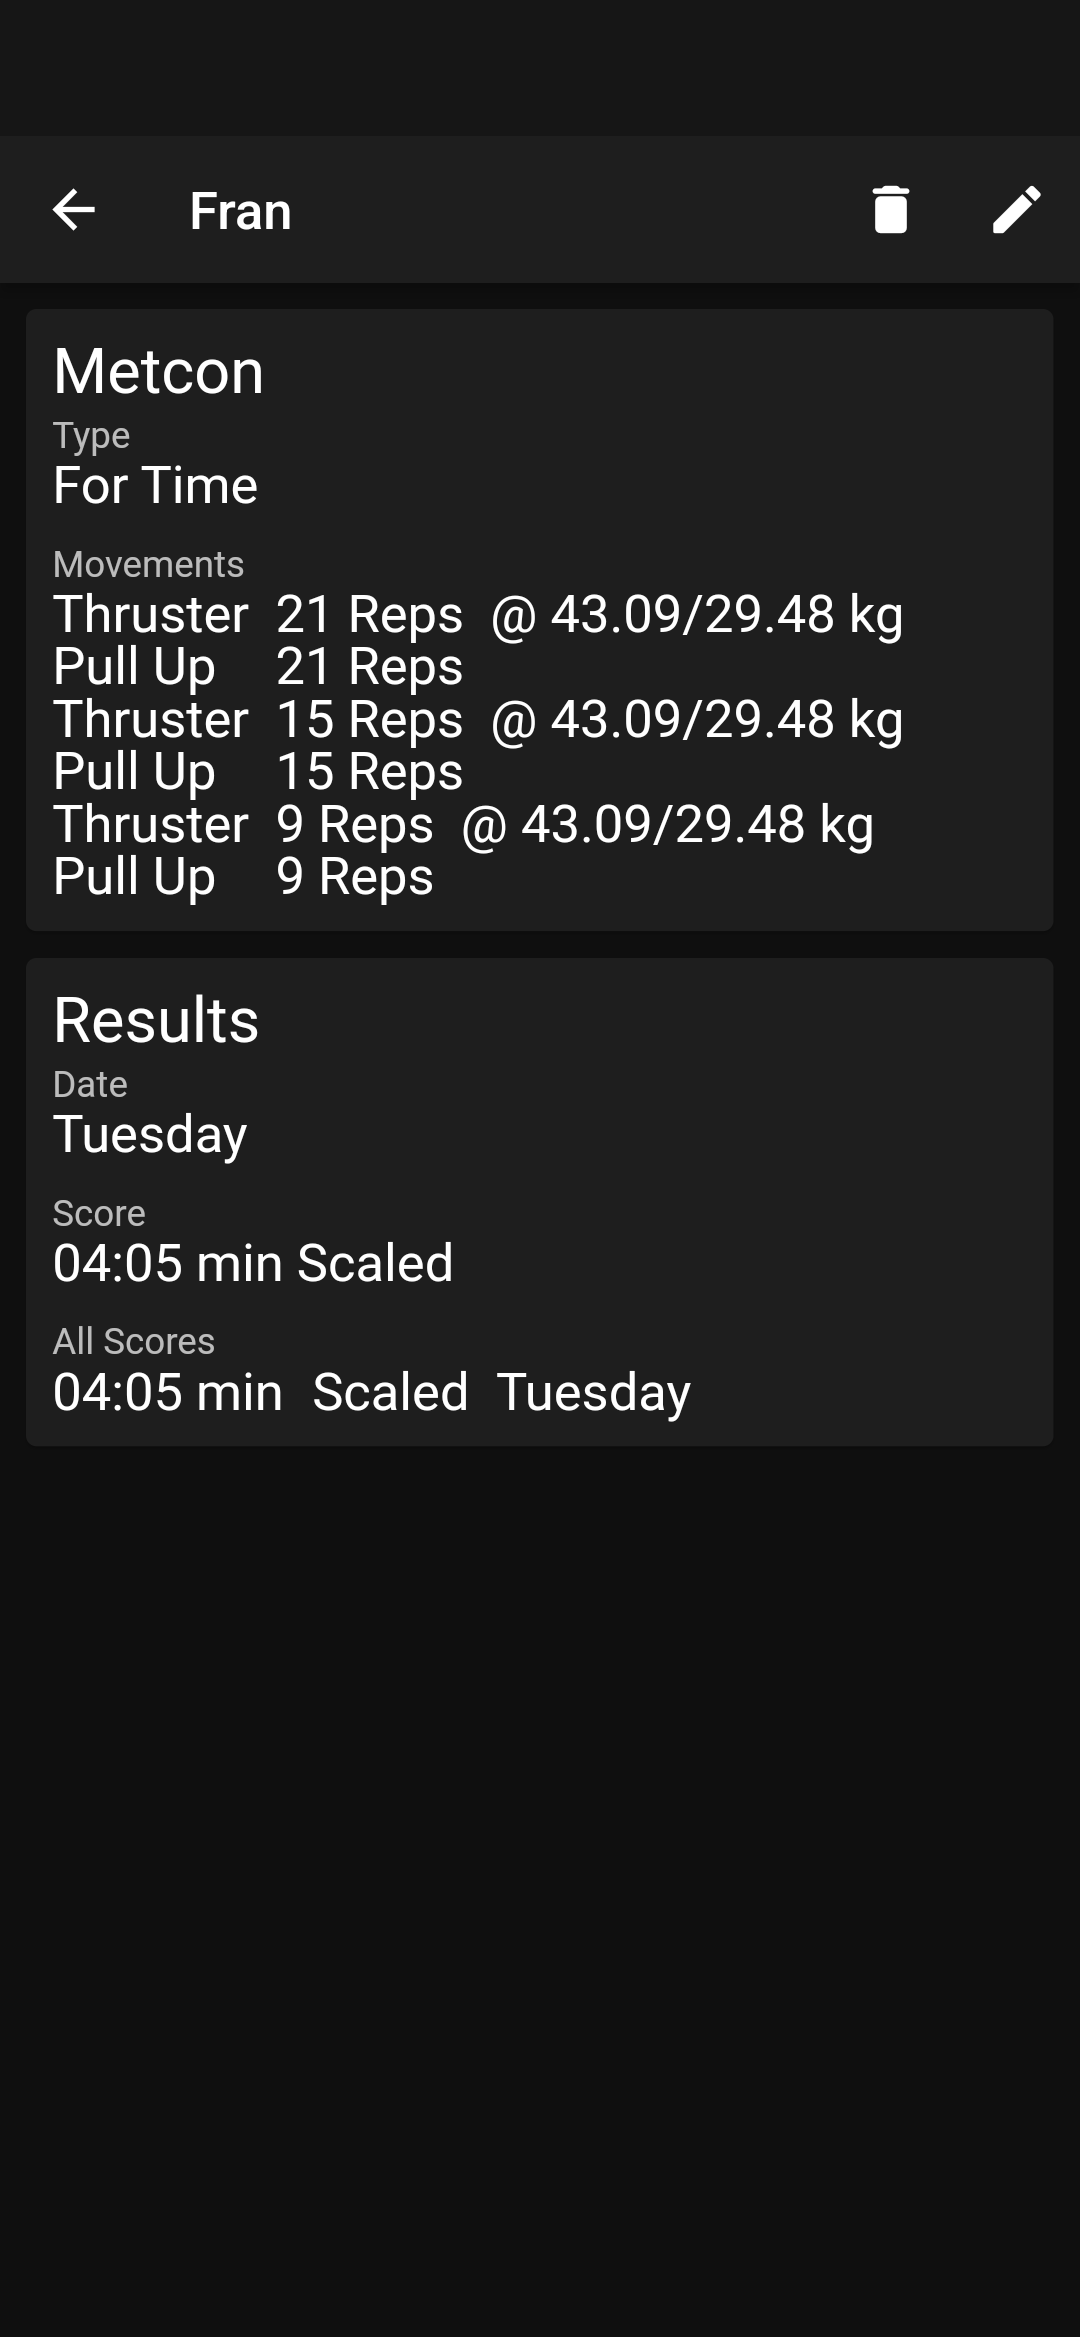 Fran
Metcon
Type
For Time
Movements
Thruster 21 Reps @ 43.09/29.48 kg
Pull Up 21 Reps
Thruster 15 Reps @ 43.09/29.48 kg
Pull Up 15 Reps
Thruster 9 Reps @ 43.09/29.48 kg
Pull Up 9 Reps
Results
Date
Tuesday
Score
04:05 min Scaled
All Scores
04:05 min Scaled Tuesday